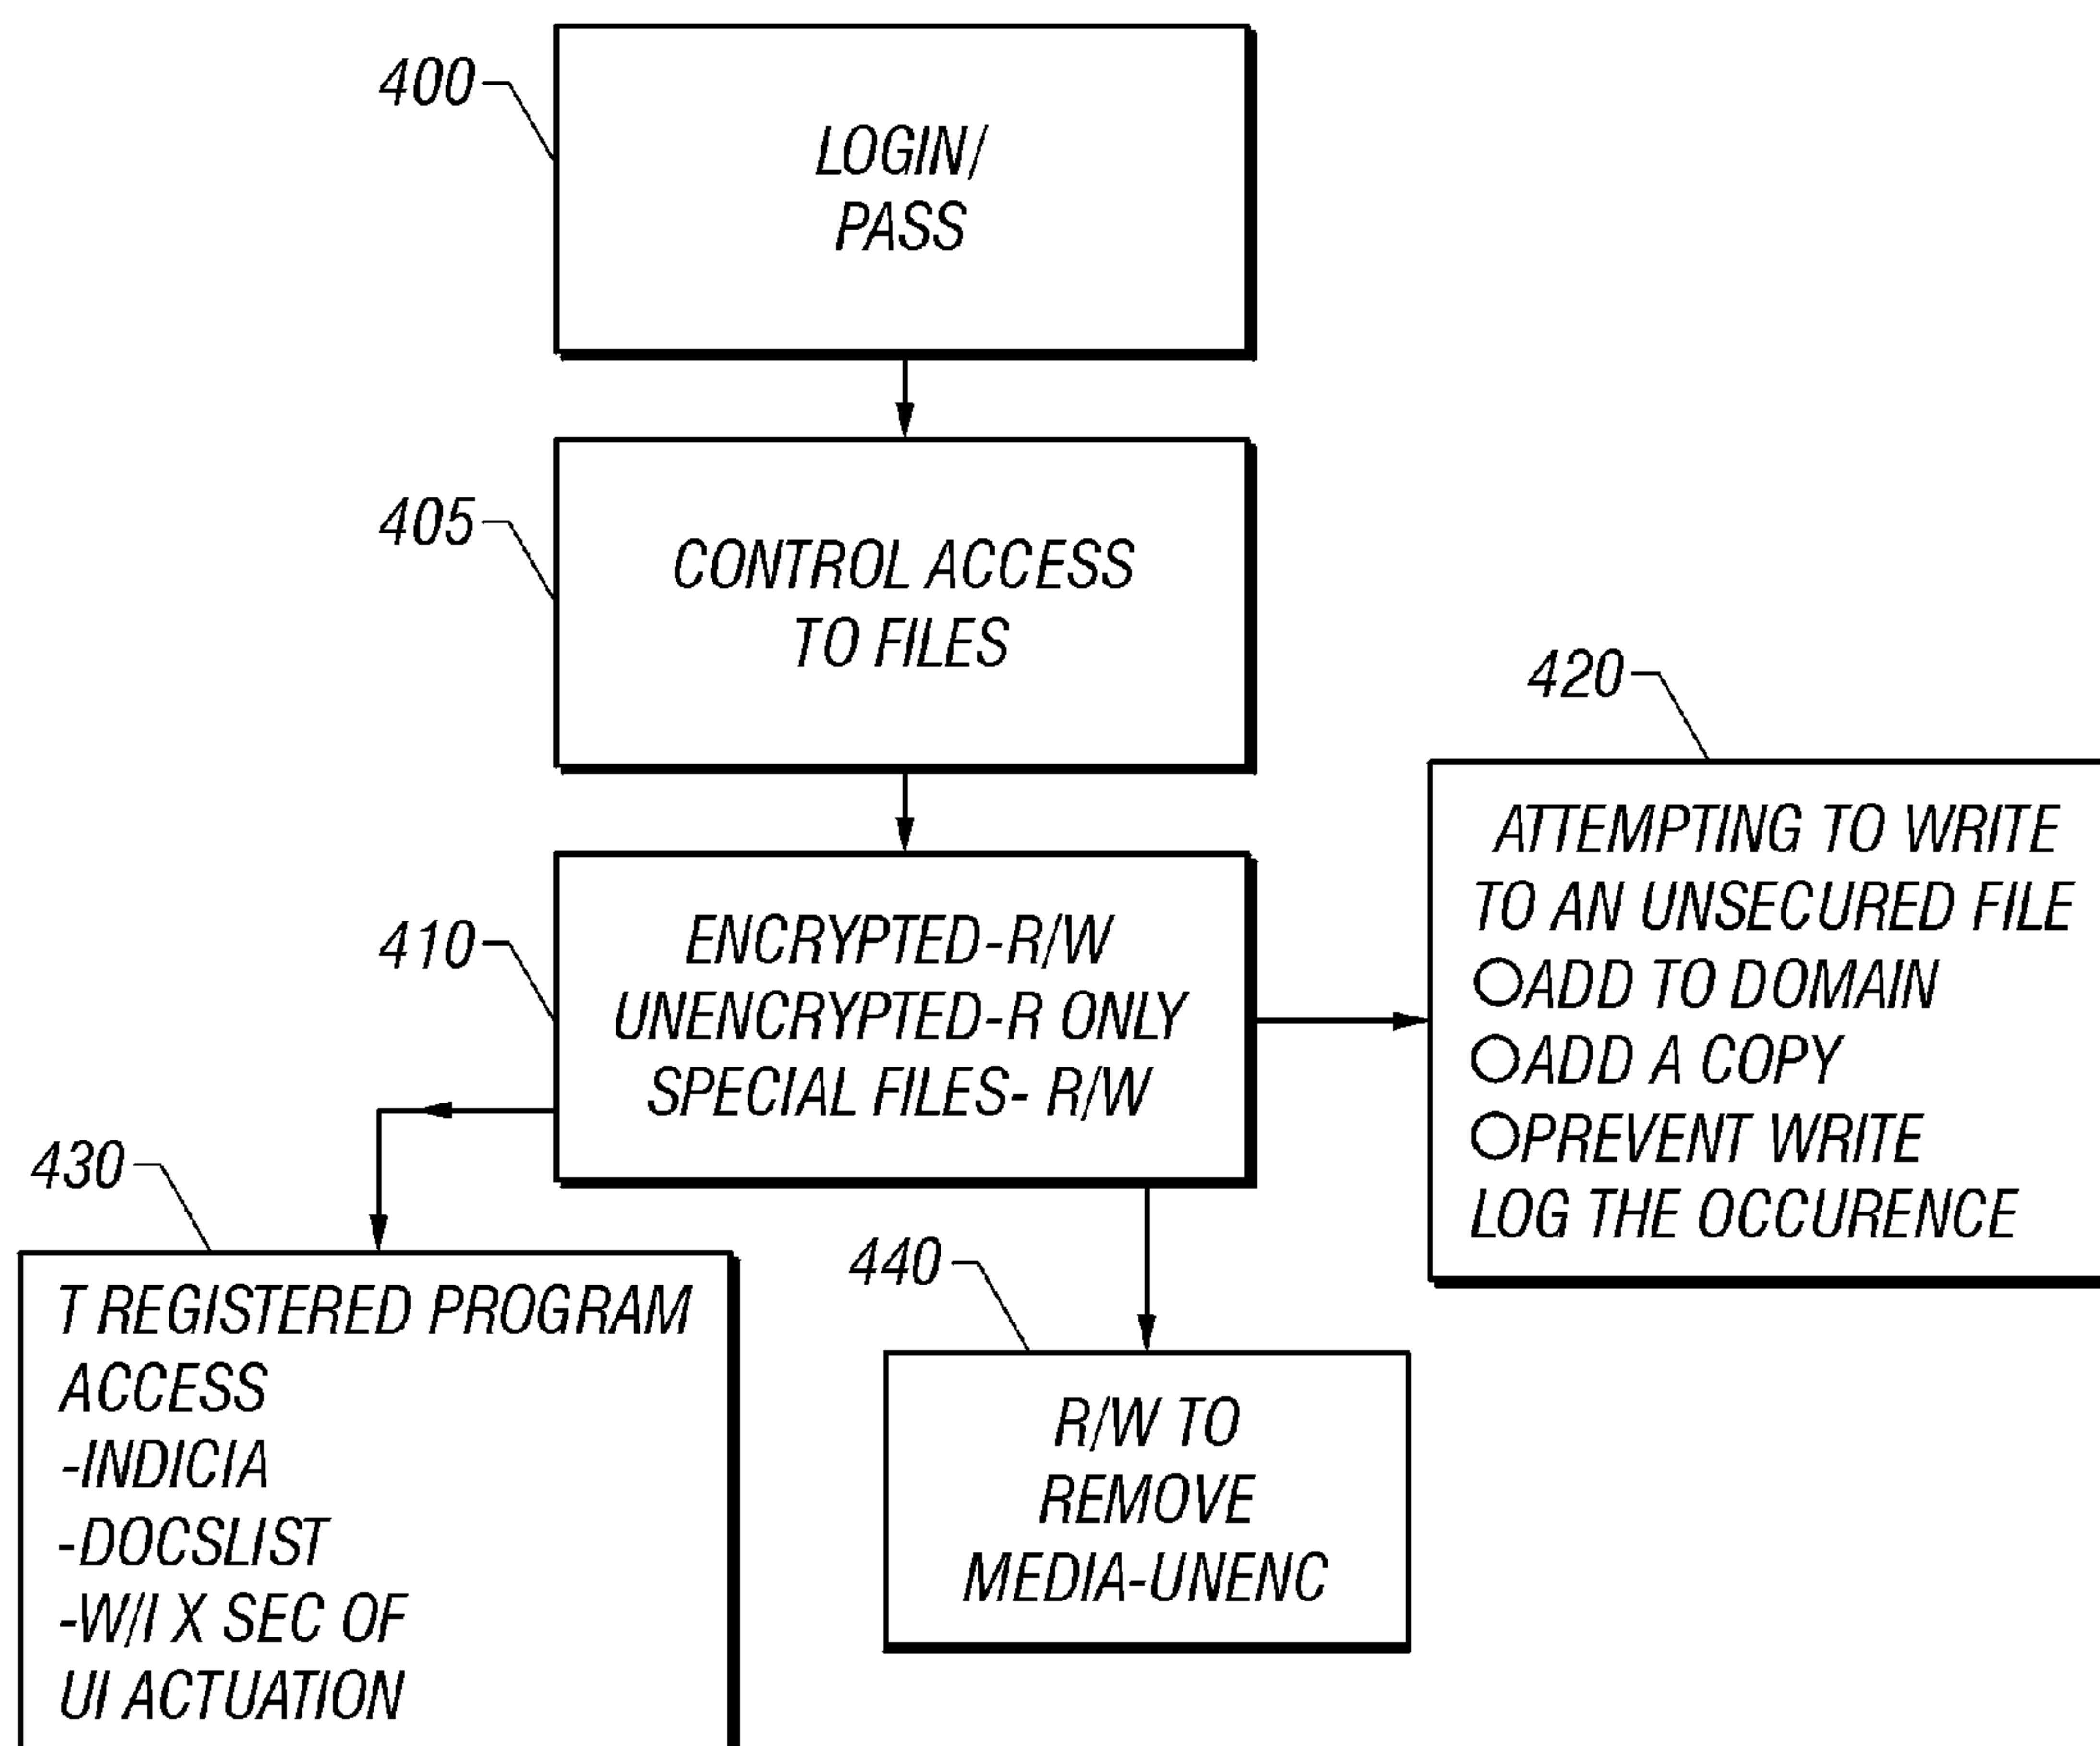 400
LOGIN/
PASS
405
CONTROL ACCESS
TO FILES
410
ENCRYPTED-R/W
UNENCRYPTED-R ONLY
SPECIAL FILES- R/W
420
ATTEMPTING TO WRITE
TO AN UNSECURED FILE
ADD TO DOMAIN
ADD A COPY
PREVENT WRITE
LOG THE OCCURENCE
430
T REGISTERED PROGRAM
ACCESS
-INDICIA
-DOCSLIST
-W/I X SEC OF
UI ACTUATION
440
R/W TO
REMOVE
MEDIA-UNENC